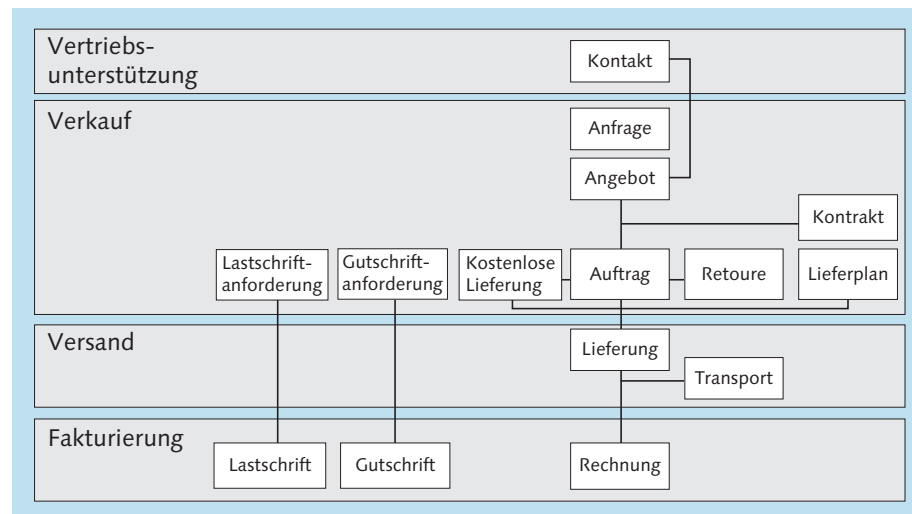 Vertriebs-
unterstützung
Kontakt
Verkauf
Anfrage
Angebot
Kontrakt
Lastschrift-
anforderung
Gutschrift-
anforderung
Kostenlose
Lieferung
Auftrag
Retoure
Lieferplan
Versand
Lieferung
Transport
Fakturierung
Lastschrift
Gutschrift
Rechnung